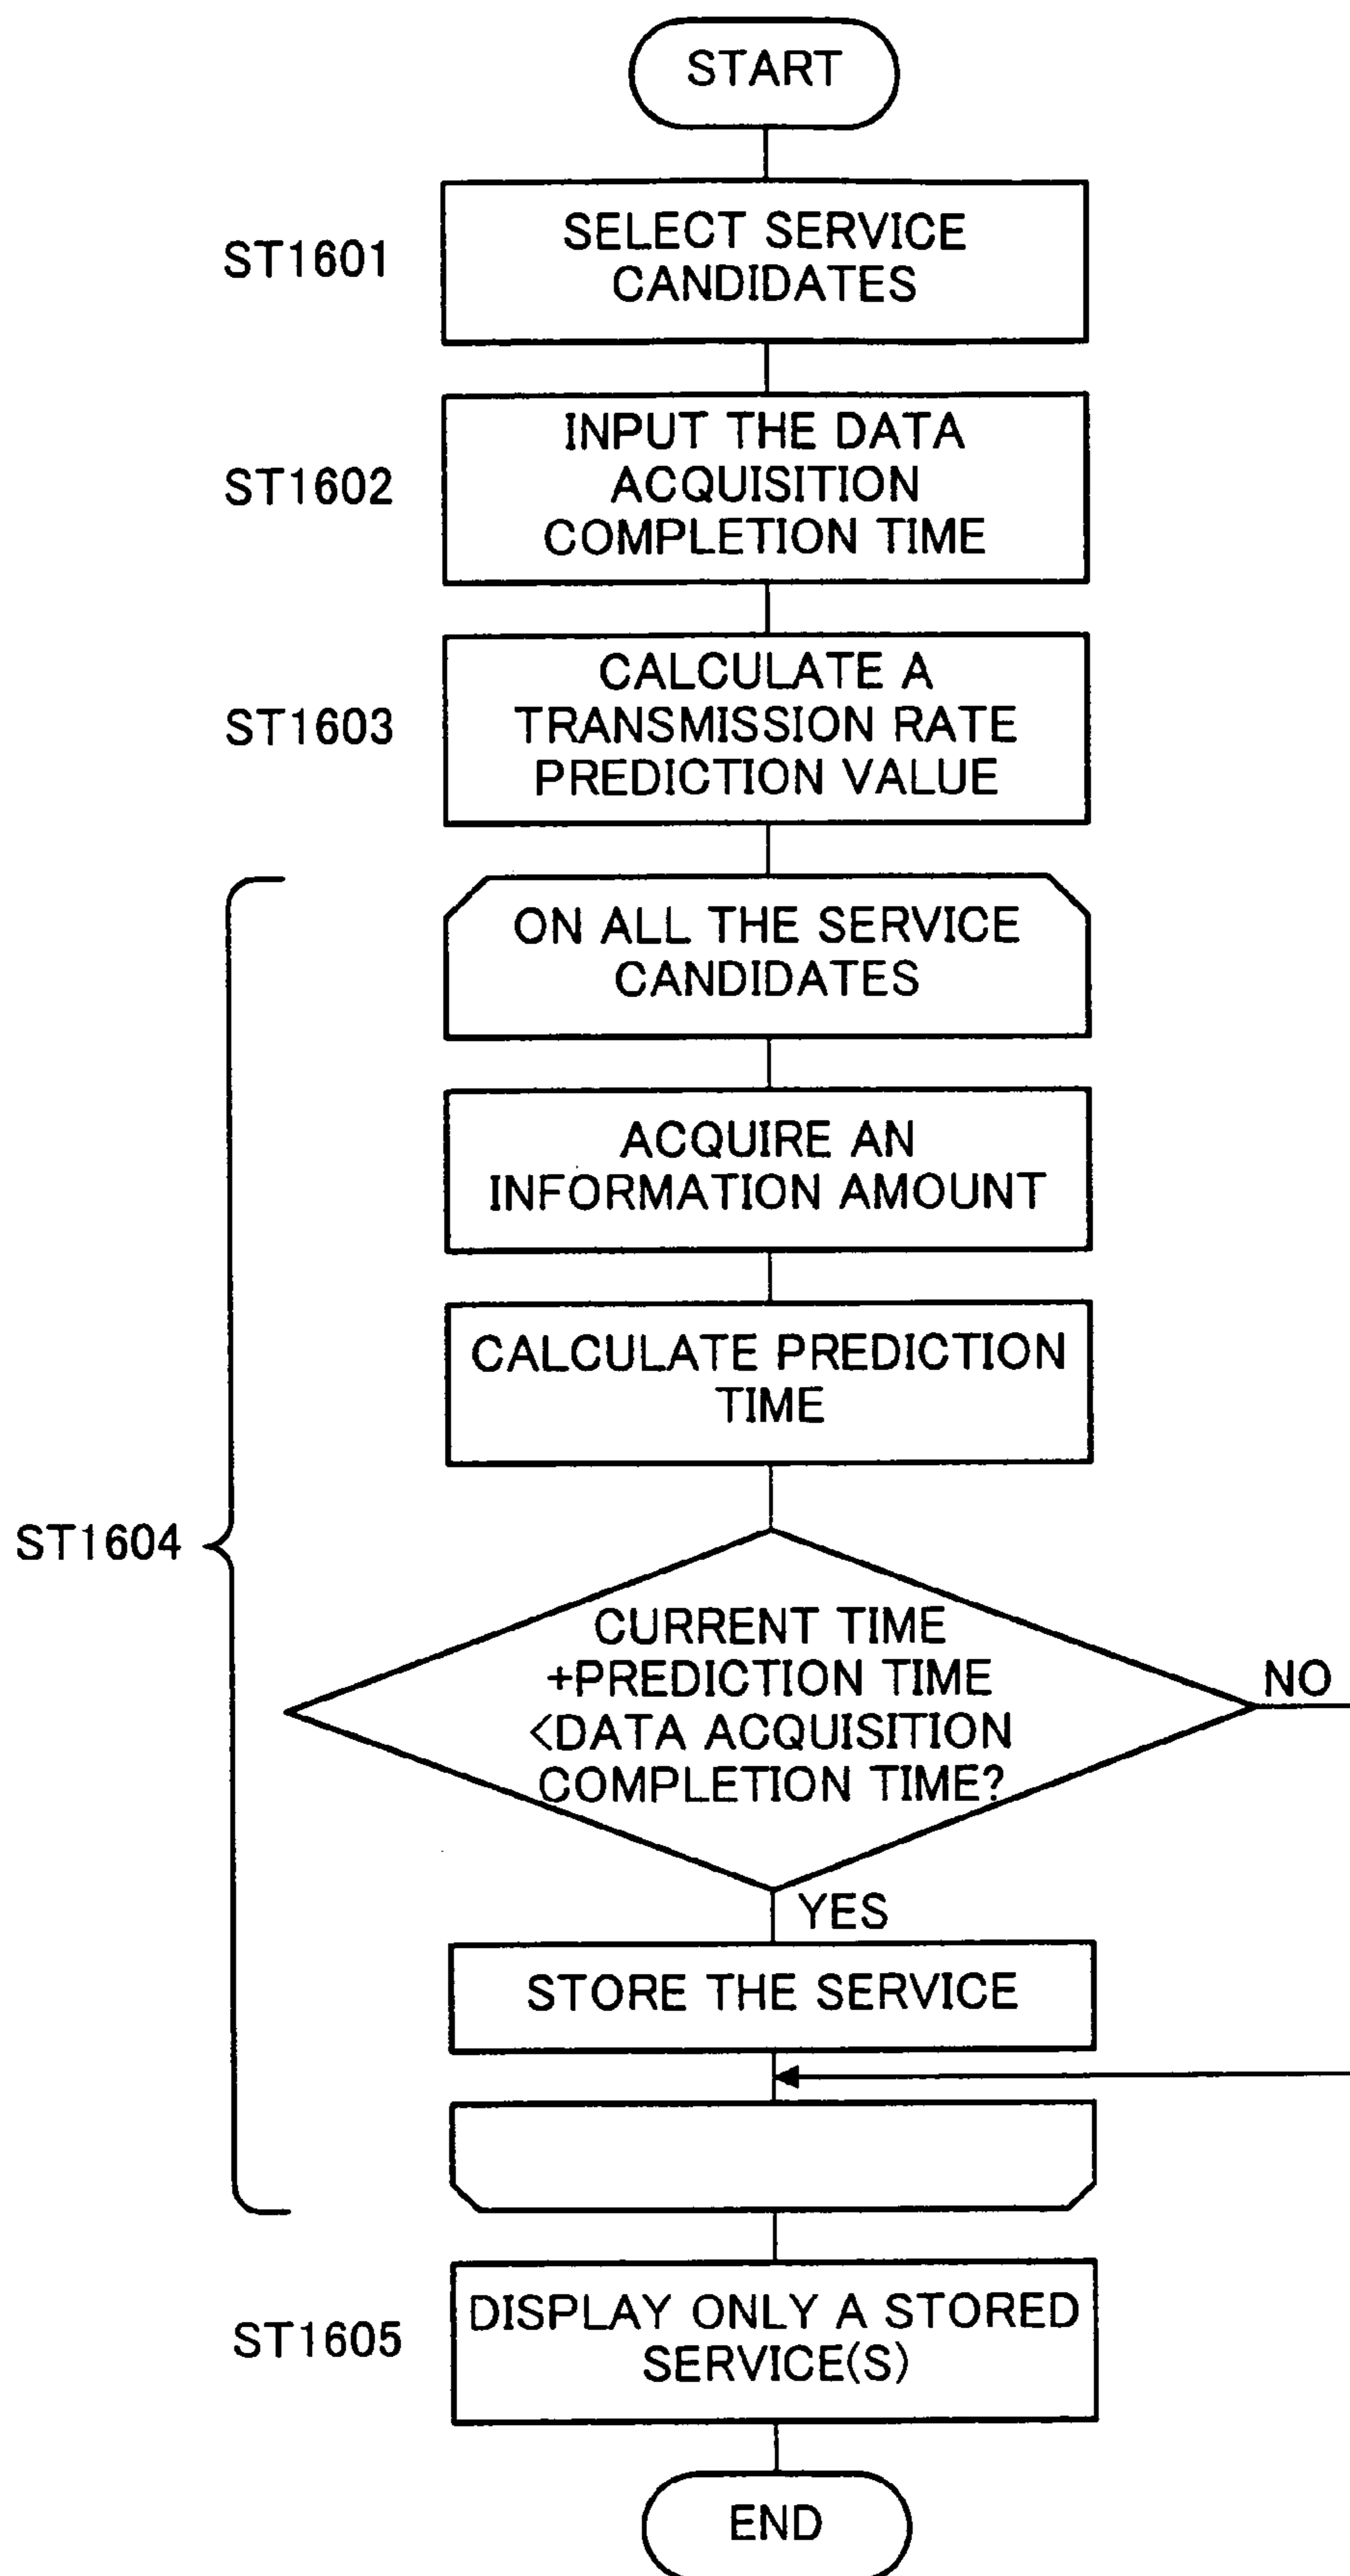 START
ST1601
SELECT SERVICE
CANDIDATES
ST1602
INPUT THE DATA
ACQUISITION
COMPLETION TIME
ST1603
CALCULATE A
TRANSMISSION RATE
PREDICTION VALUE
ON ALL THE SERVICE
CANDIDATES
ACQUIRE AN
INFORMATION AMOUNT
CALCULATE PREDICTION
TIME
ST1604
CURRENT TIME
+PREDICTION TIME
<DATA ACQUISITION
COMPLETION TIME?
NO
YES
STORE THE SERVICE
ST1605
DISPLAY ONLY A STORED
SERVICE(S)
END